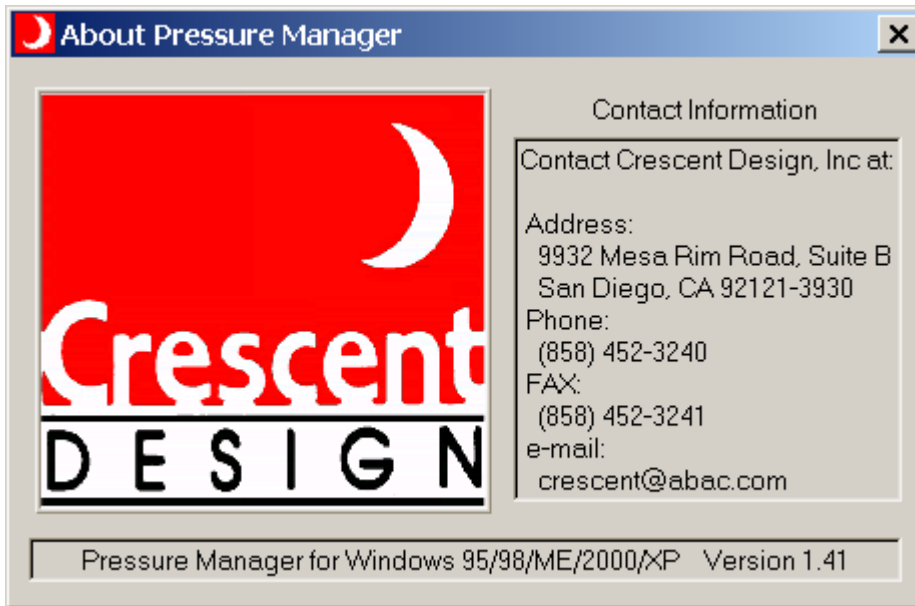 About Pressure Manager
Crescent
DESIGN
Contact Information
Contact Crescent Design, Inc at:
Address:
9932 Mesa Rim Road, Suite B
San Diego, CA 92121-3930
Phone:
(858) 452-3240
FAX:
(858) 452-3241
e-mail:
crescent@abac.com
Pressure Manager for Windows 95/98/ME/2000/XP Version 1.41